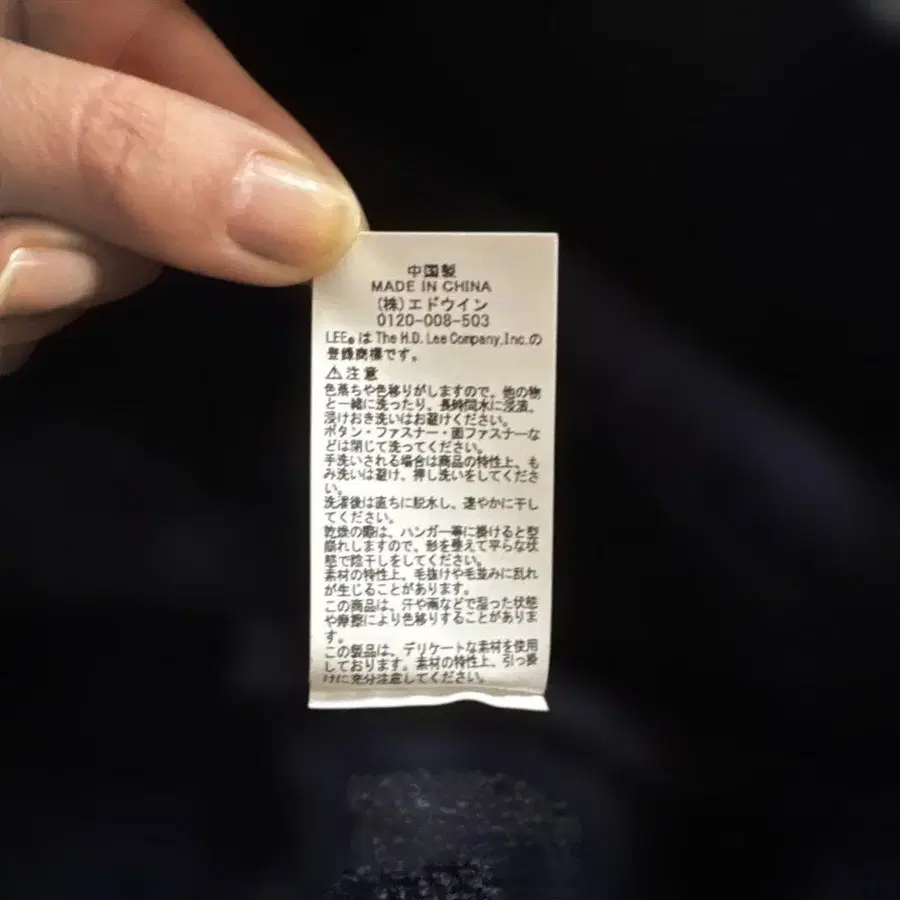 中国製
MADE IN CHINA
(株)エドウイン
0120-008-503
LEE®は The H.D. Lee Company,Inc.の
登録商標です。
⚠注意
色落ちや色移りがしますので、他の物
と一緒に洗ったり、長時間水に浸漬。
浸けおき洗いはお避けください。
ボタン・ファスナー・面ファスナーな
どは閉じて洗ってください。
手洗いされる場合は商品の特性上、も
み洗いは避け、押し洗いをしてくださ
い。
洗濯後は直ちに脱水し、速やかに干し
てください。
乾燥の際は、ハンガー等に掛けると型
崩れしますので、形を整えて平らな状
態で陰干しをしてください。
素材の特性上、毛抜けや毛並みに乱れ
が生じることがあります。
この商品は、汗や雨などで湿った状態
や摩擦により色移りすることがありま
す。
この製品は、デリケートな素材を使用
しております。素材の特性上、引っ掛
けに充分注意してください。